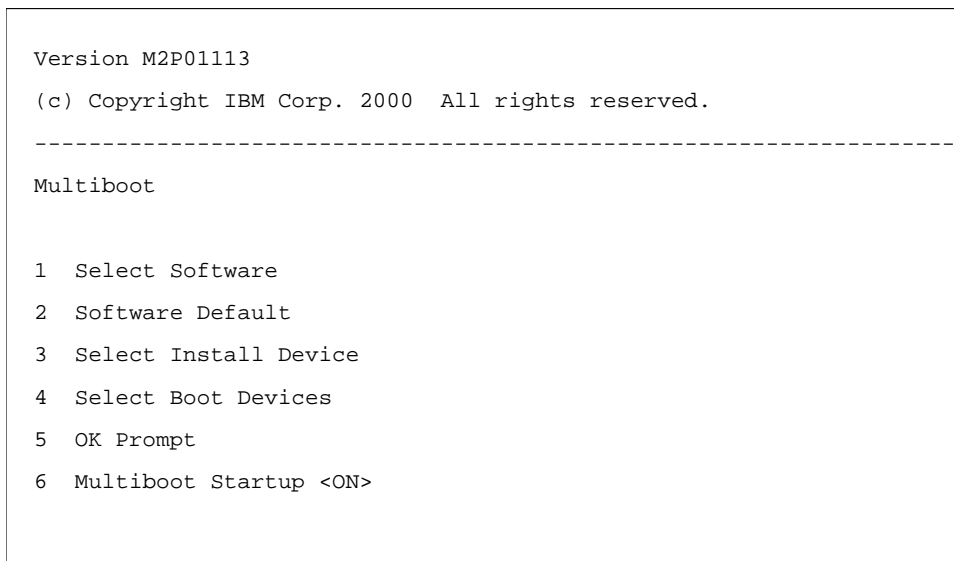 Version M2P01113
(c) Copyright IBM Corp. 2000  All rights reserved.
--------------------------------------------------------------------
Multiboot
1  Select Software
2  Software Default
3  Select Install Device
4  Select Boot Devices
5  OK Prompt
6  Multiboot Startup <ON>